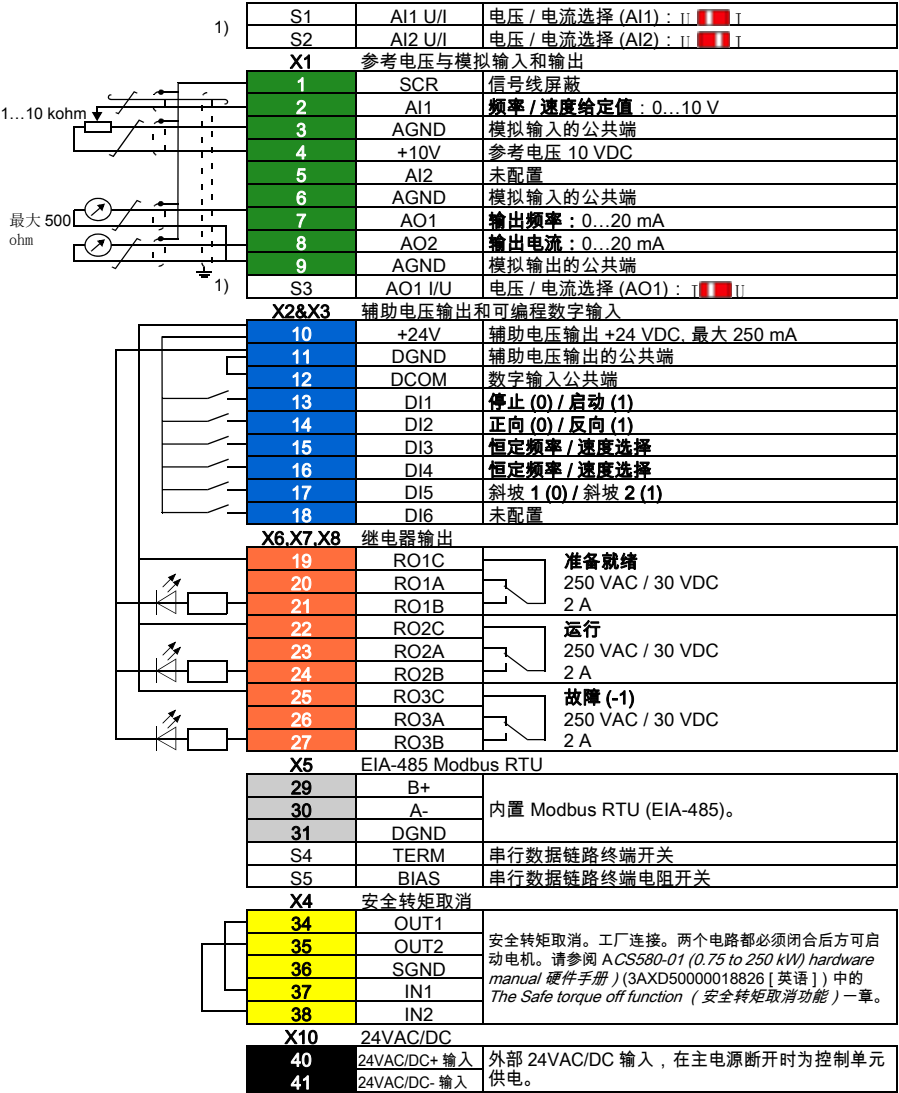 1)
S1 AI1 U/I 电压 / 电流选择 (AI1) : U I
S2 AI2 U/I 电压 / 电流选择 (AI2) : U I
X1 参考电压与模拟输入和输出
1 SCR 信号线屏蔽
1…10 kohm
2 AI1 频率 / 速度给定值 : 0…10 V
3 AGND 模拟输入的公共端
4 +10V 参考电压 10 VDC
5 AI2 未配置
6 AGND 模拟输入的公共端
最大 500
ohm
7 AO1 输出频率 : 0…20 mA
8 AO2 输出电流 : 0…20 mA
9 AGND 模拟输出的公共端
1)
S3 AO1 I/U 电压 / 电流选择 (AO1) : I U
X2&X3 辅助电压输出和可编程数字输入
10 +24V 辅助电压输出 +24 VDC, 最大 250 mA
11 DGND 辅助电压输出的公共端
12 DCOM 数字输入公共端
13 DI1 停止 (0) / 启动 (1)
14 DI2 正向 (0) / 反向 (1)
15 DI3 恒定频率 / 速度选择
16 DI4 恒定频率 / 速度选择
17 DI5 斜坡 1 (0) / 斜坡 2 (1)
18 DI6 未配置
X6,X7,X8 继电器输出
19 RO1C 准备就绪
20 RO1A 250 VAC / 30 VDC
21 RO1B 2 A
22 RO2C 运行
23 RO2A 250 VAC / 30 VDC
24 RO2B 2 A
25 RO3C 故障 (-1)
26 RO3A 250 VAC / 30 VDC
27 RO3B 2 A
X5 EIA-485 Modbus RTU
29 B+
30 A- 内置 Modbus RTU (EIA-485)。
31 DGND
S4 TERM 串行数据链路终端开关
S5 BIAS 串行数据链路终端电阻开关
X4 安全转矩取消
34 OUT1
35 OUT2
36 SGND
37 IN1
38 IN2
安全转矩取消。工厂连接。两个电路都必须闭合后方可启
动电机。请参阅 ACS580-01 (0.75 to 250 kW) hardware
manual 硬件手册 ) (3AXD50000018826 [ 英语 ] ) 中的
The Safe torque off function ( 安全转矩取消功能 ) 一章。
X10 24VAC/DC
40 24VAC/DC+ 输入 外部 24VAC/DC 输入，在主电源断开时为控制单元
41 24VAC/DC- 输入 供电。